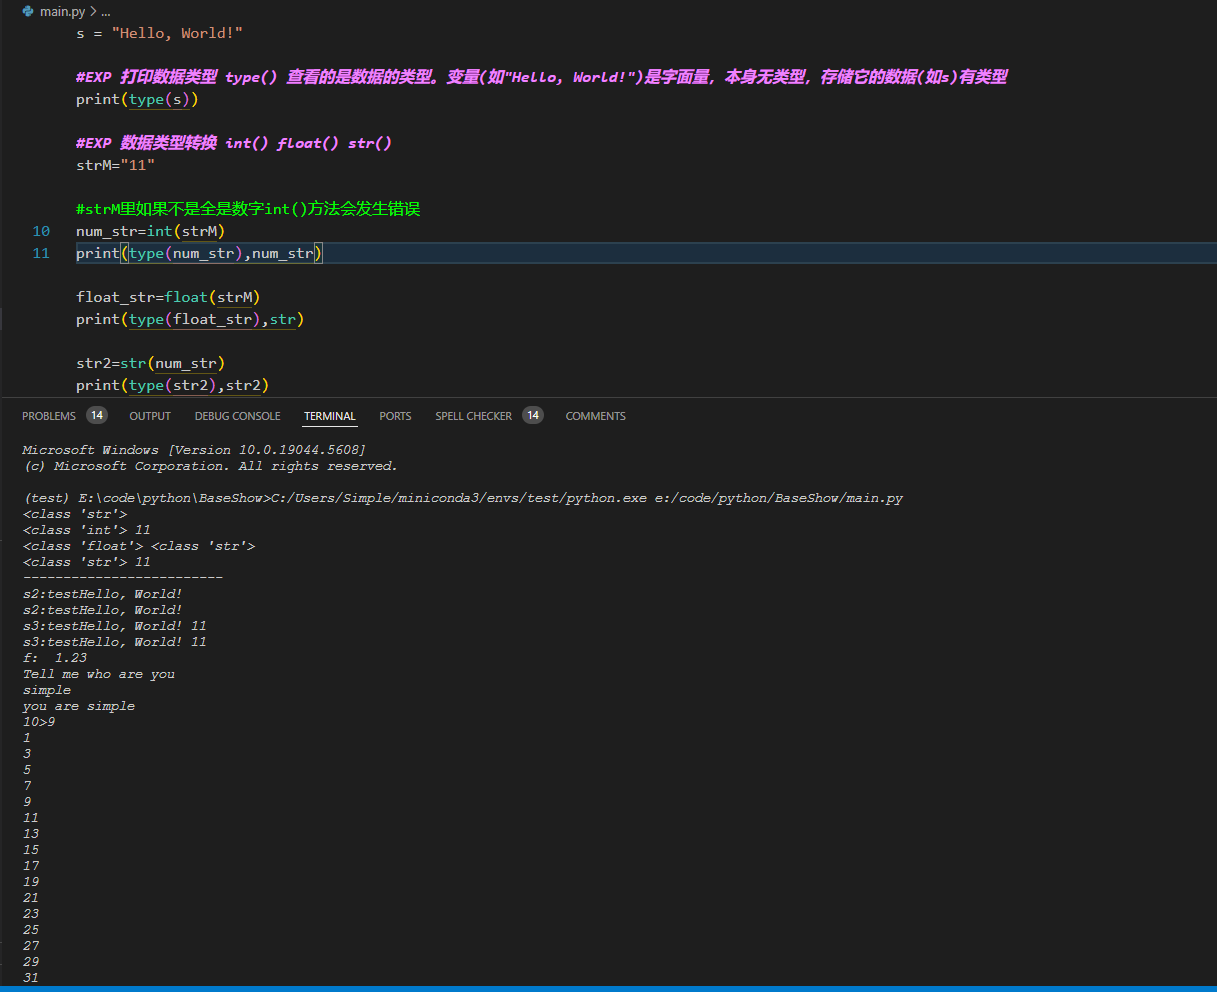 main.py > ...
s = "Hello, World!"
#EXP 打印数据类型 type() 查看的是数据的类型。变量(如"Hello, World!")是字面量, 本身无类型, 存储它的数据(如s)有类型
print(type(s))
#EXP 数据类型转换 int() float() str()
strM="11"
#strM里如果不是全是数字int()方法会发生错误
10 num_str=int(strM)
11 print(type(num_str),num_str)
float_str=float(strM)
print(type(float_str),str)
str2=str(num_str)
print(type(str2),str2)
PROBLEMS 14 OUTPUT DEBUG CONSOLE TERMINAL PORTS SPELL CHECKER 14 COMMENTS
Microsoft Windows [Version 10.0.19044.5608]
(c) Microsoft Corporation. All rights reserved.
(test) E:\code\python\BaseShow>C:/Users/Simple/miniconda3/envs/test/python.exe e:/code/python/BaseShow/main.py
<class 'str'>
<class 'int'> 11
<class 'float'> <class 'str'>
<class 'str'> 11
-------------------------
s2:testHello, World!
s2:testHello, World!
s3:testHello, World! 11
s3:testHello, World! 11
f:  1.23
Tell me who are you
simple
you are simple
10>9
1
3
5
7
9
11
13
15
17
19
21
23
25
27
29
31